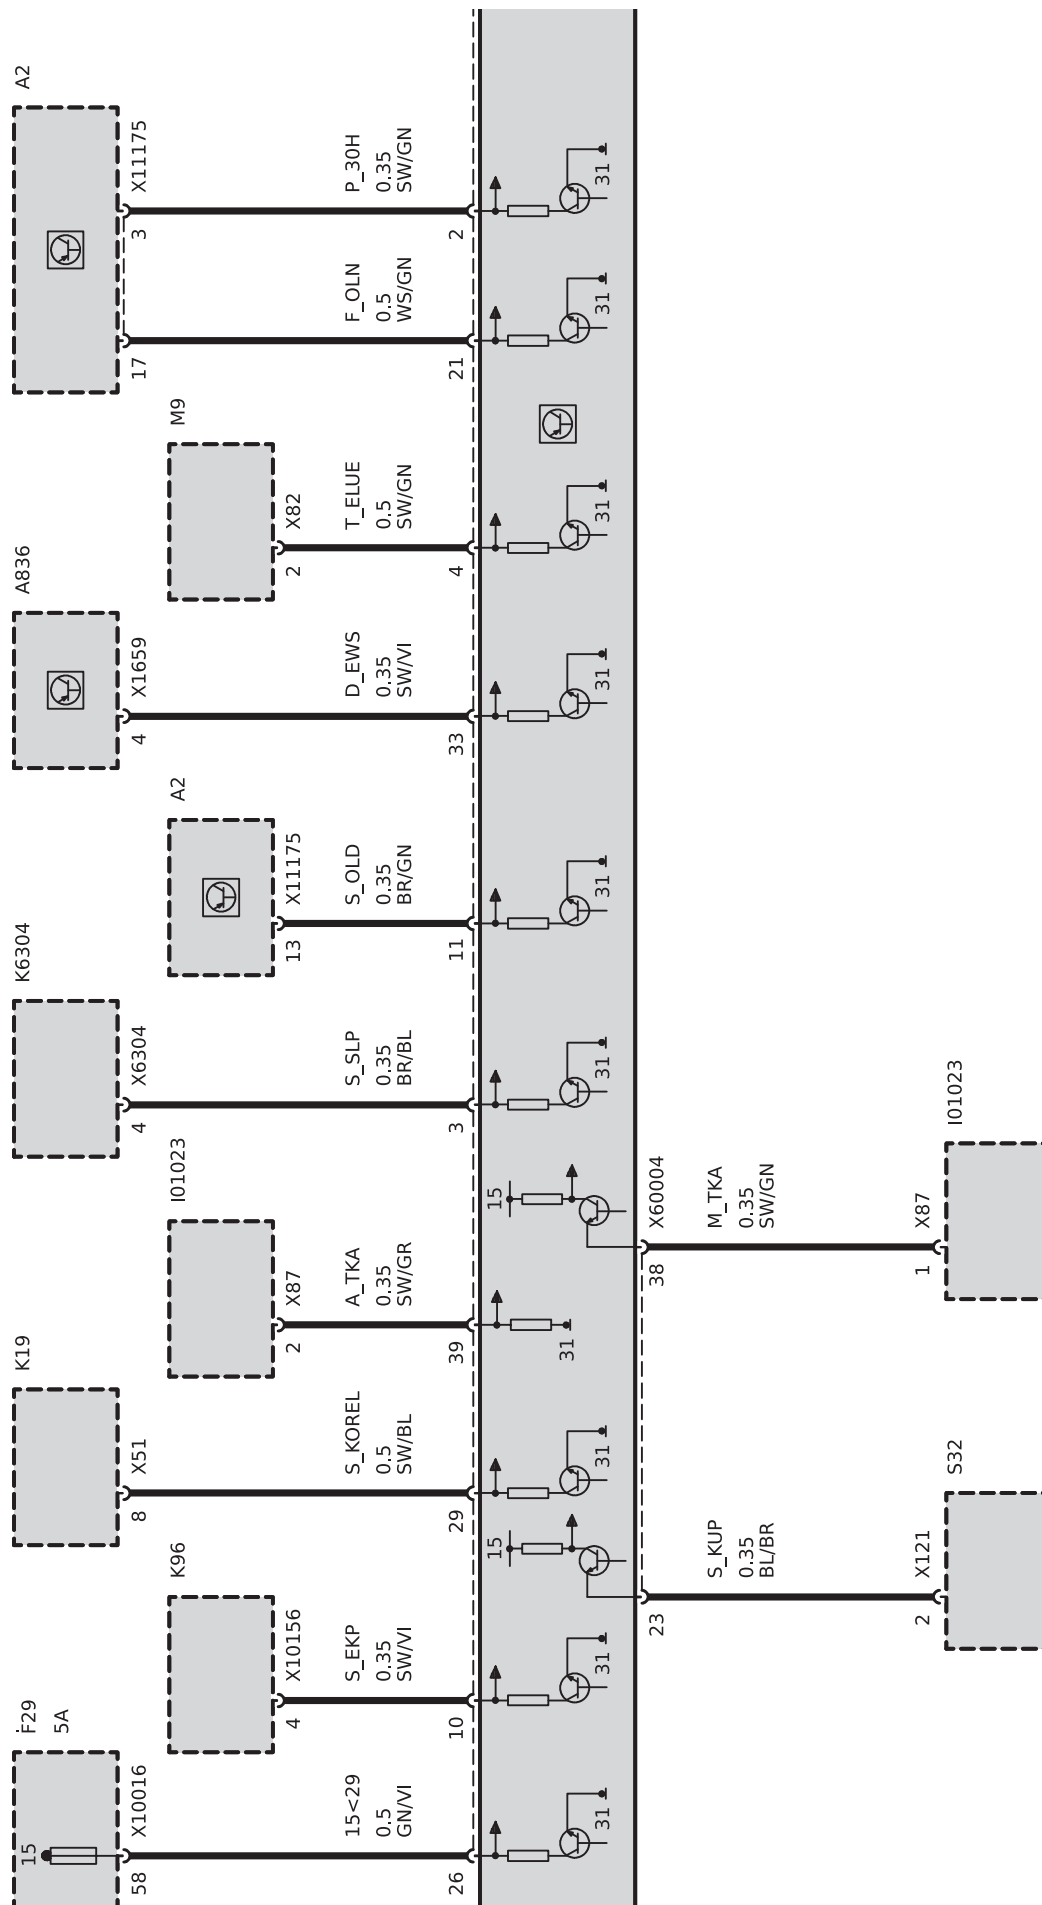 A2
X11175
3
P_30H
0.35
SW/GN
2
31
17
F_OLN
0.5
WS/GN
21
31
M9
X82
2
T_ELUE
0.5
SW/GN
4
31
A836
X1659
4
D_EWS
0.35
SW/VI
33
31
A2
X11175
13
S_OLD
0.35
BR/GN
11
31
K6304
X6304
4
S_SLP
0.35
BR/BL
3
31
15
X60004
38
M_TKA
0.35
SW/GN
X87
1
I01023
I01023
X87
2
A_TKA
0.35
SW/GR
39
31
K19
X51
8
S_KOREL
0.5
SW/BL
29
31
15
23
S_KUP
0.35
BL/BR
X121
2
S32
K96
X10156
4
S_EKP
0.35
SW/VI
10
31
F29
5A
15
X10016
58
15<29
0.5
GN/VI
26
31